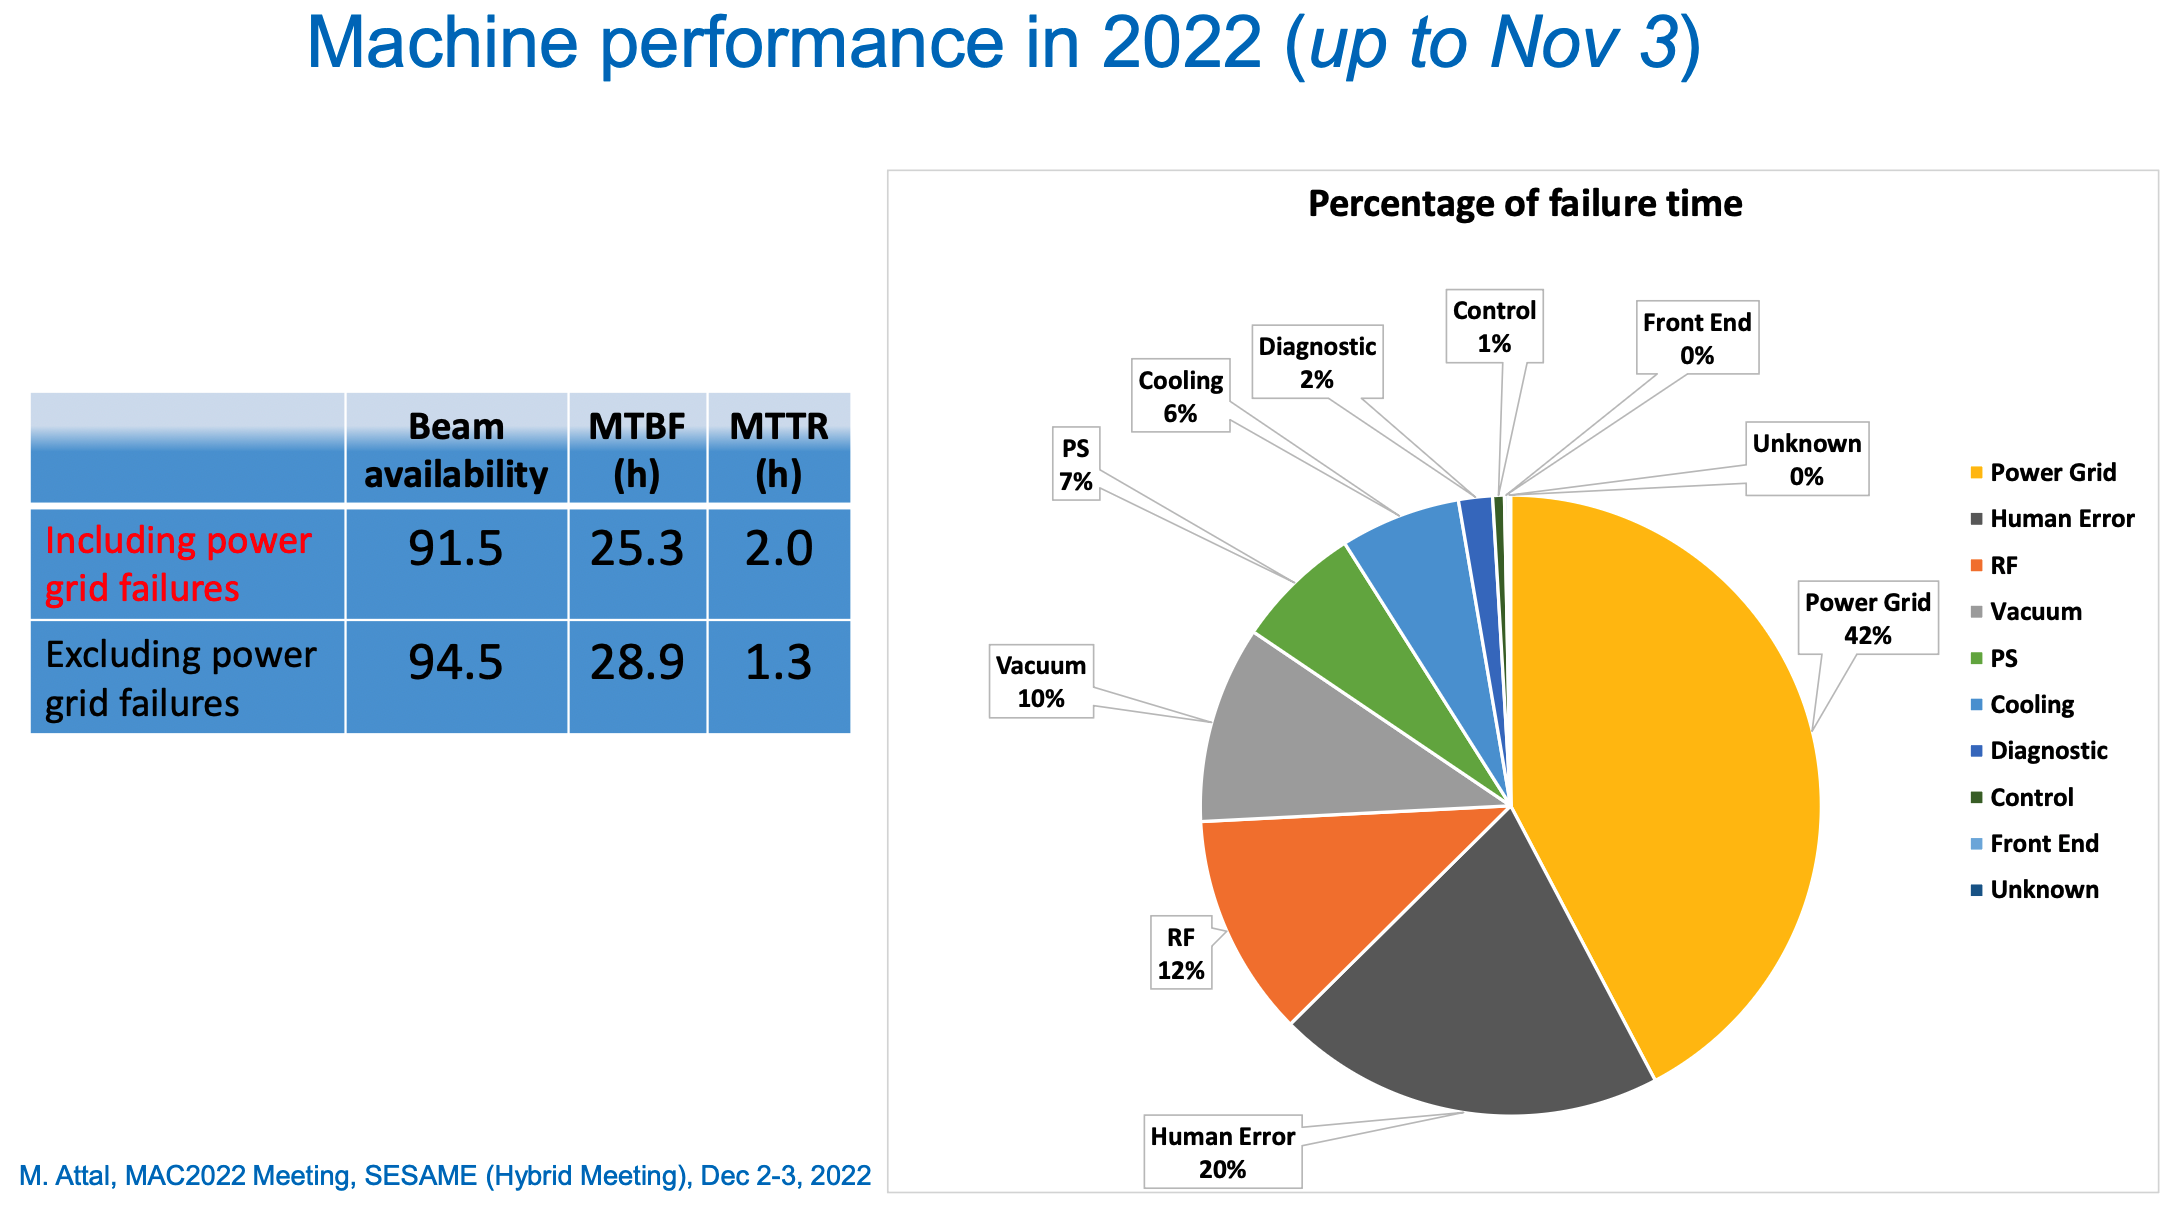 Machine performance in 2022 (up to Nov 3)
Beam availability
MTBF (h)
MTTR (h)
Including power grid failures
91.5
25.3
2.0
Excluding power grid failures
94.5
28.9
1.3
Percentage of failure time
Control
1%
Front End
0%
Diagnostic
2%
Cooling
6%
Unknown
0%
PS
7%
Power Grid
42%
Vacuum
10%
RF
12%
Human Error
20%
Power Grid
Human Error
RF
Vacuum
PS
Cooling
Diagnostic
Control
Front End
Unknown
M. Attal, MAC2022 Meeting, SESAME (Hybrid Meeting), Dec 2-3, 2022